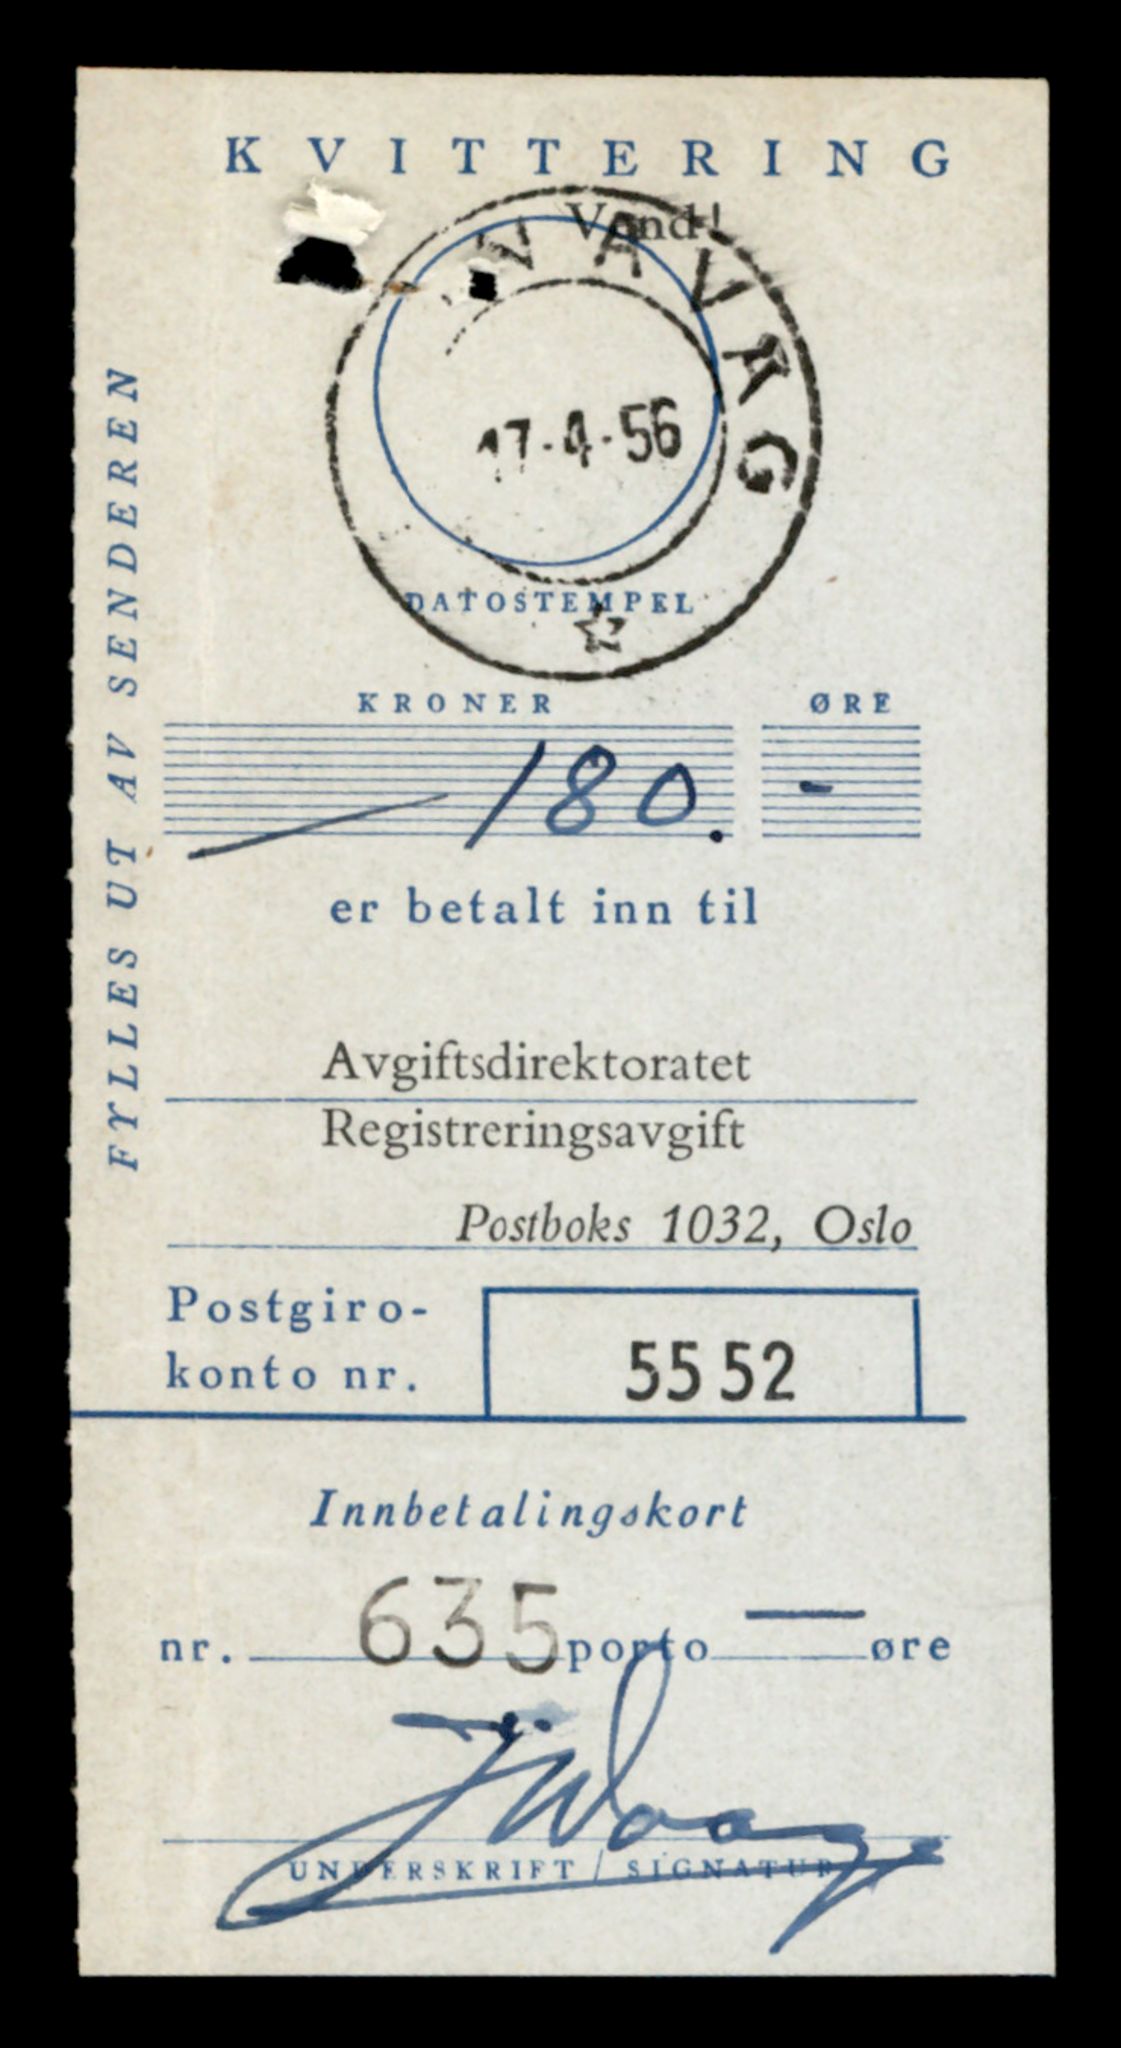 KVITTERING
Vend!
17-4-56
DATOSTEMPEL
KRONER ØRE
180. -
er betalt inn til
Avgiftsdirektoratet
Registreringsavgift
Postboks 1032, Oslo
Postgiro-
konto nr. 5552
Innbetalingskort
nr. 635 porto — øre
UNDERSKRIFT / SIGNATUR
FYLLES UT AV SENDEREN